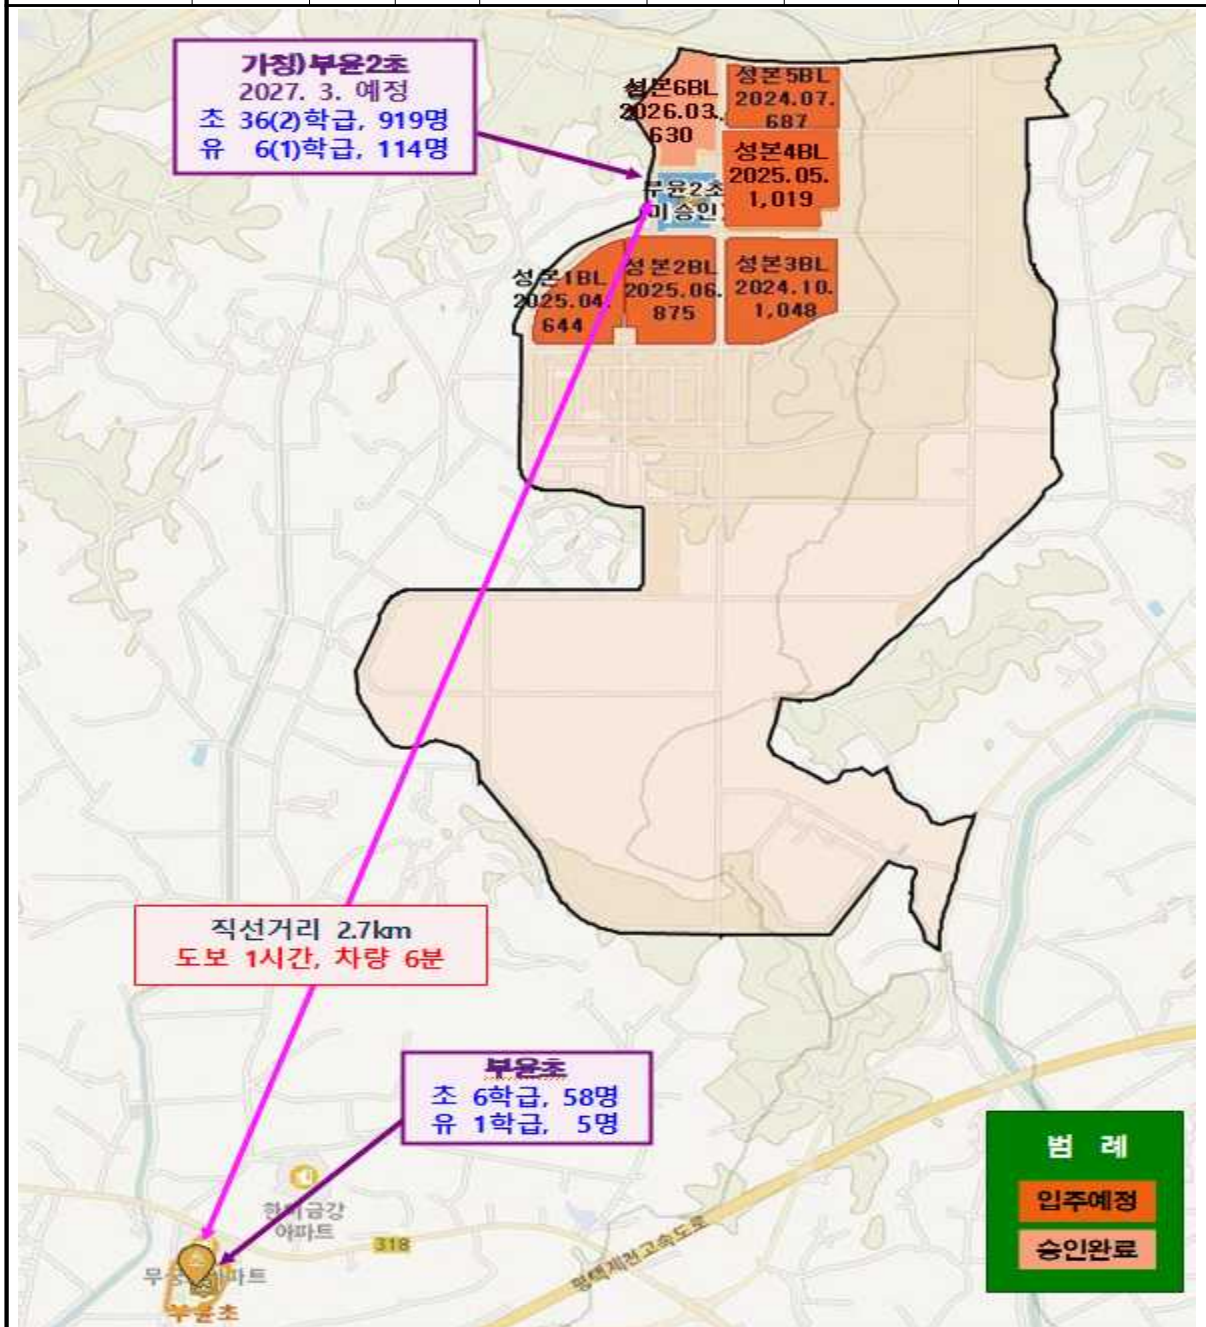 가칭) 부윤2초
2027. 3. 예정
초 36(2)학급, 919명
유 6(1)학급, 114명
성본6BL
2026.03.
630
성본5BL
2024.07.
687
성본4BL
2025.05.
1,019
부윤2초
미승인
성본1BL
2025.04.
644
성본2BL
2025.06.
875
성본3BL
2024.10.
1,048
직선거리 2.7km
도보 1시간, 차량 6분
부윤초
초 6학급, 58명
유 1학급, 5명
범 례
입주예정
승인완료
아파트
318
평택제천고속도로
부윤초